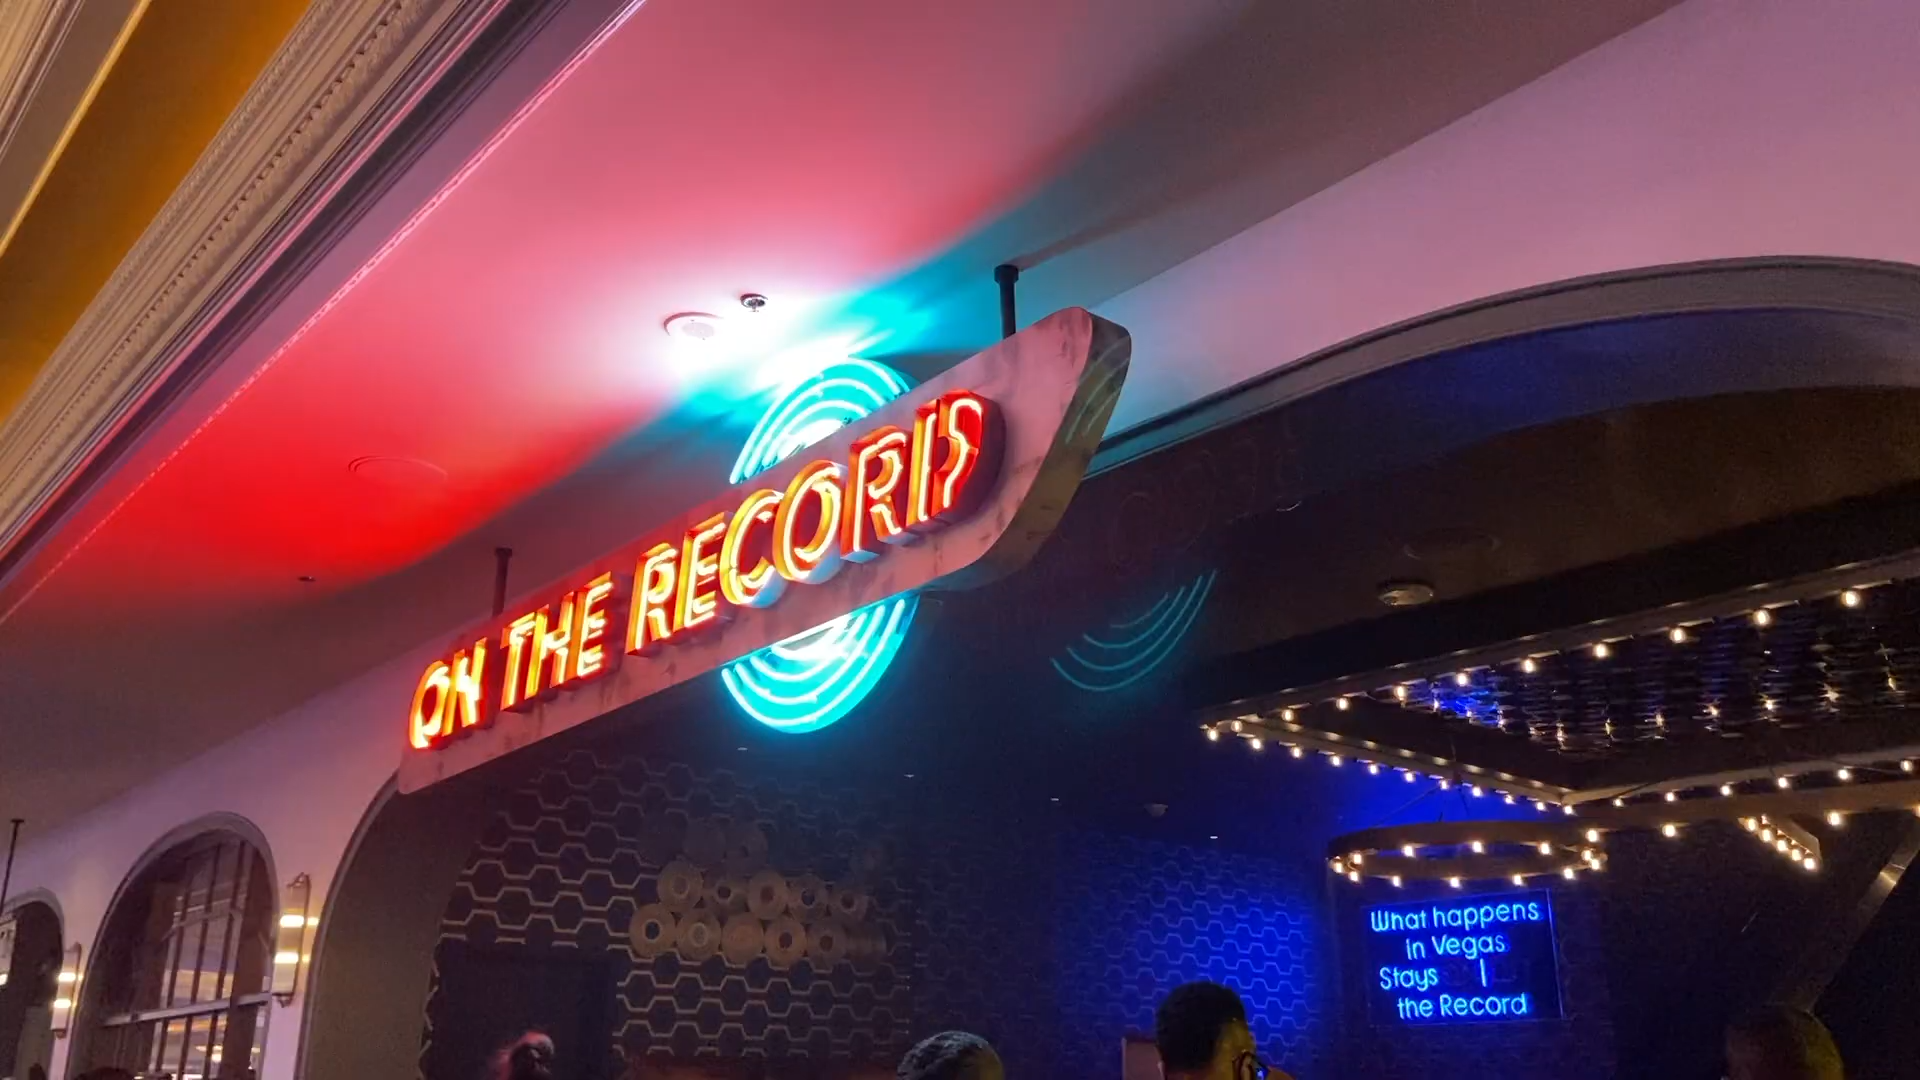 ON THE RECORD
What happens
in Vegas
Stays
the Record